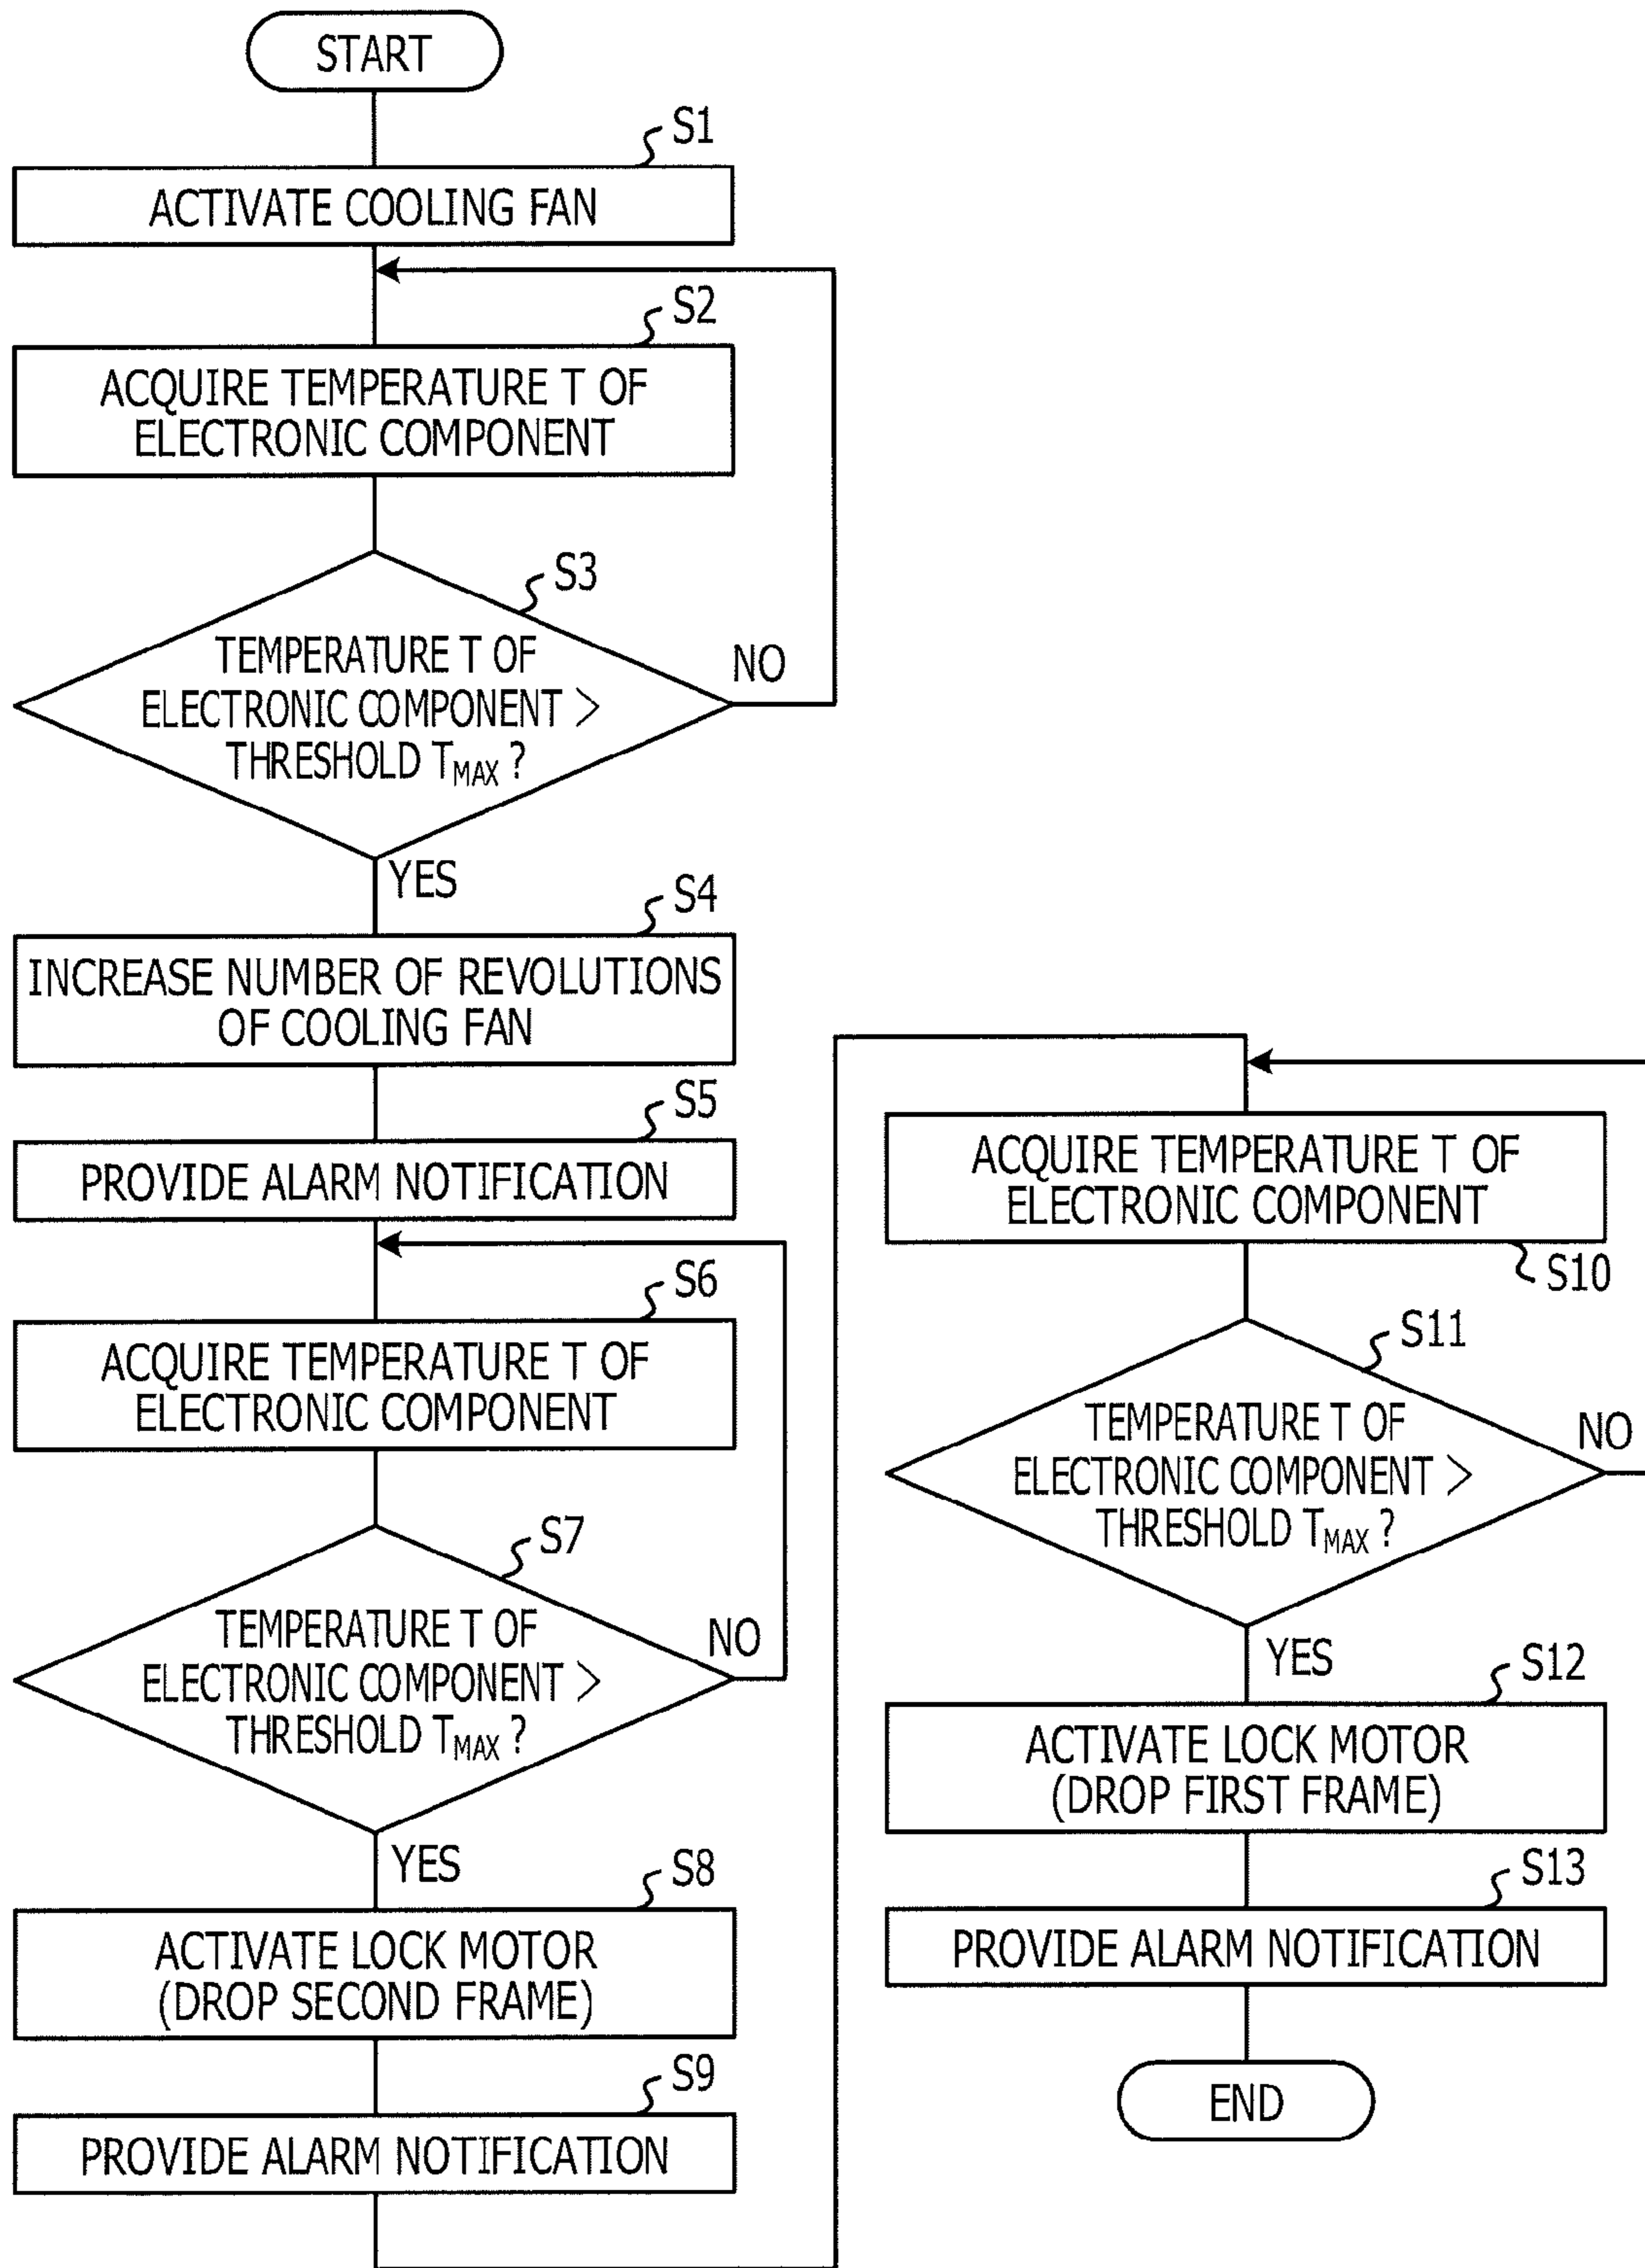 START
S1
ACTIVATE COOLING FAN
S2
ACQUIRE TEMPERATURE T OF
ELECTRONIC COMPONENT
S3
TEMPERATURE T OF
ELECTRONIC COMPONENT >
THRESHOLD TMAX ?
NO
YES
S4
INCREASE NUMBER OF REVOLUTIONS
OF COOLING FAN
S5
PROVIDE ALARM NOTIFICATION
S6
ACQUIRE TEMPERATURE T OF
ELECTRONIC COMPONENT
S7
TEMPERATURE T OF
ELECTRONIC COMPONENT >
THRESHOLD TMAX ?
NO
YES
S8
ACTIVATE LOCK MOTOR
(DROP SECOND FRAME)
S9
PROVIDE ALARM NOTIFICATION
ACQUIRE TEMPERATURE T OF
ELECTRONIC COMPONENT
S10
S11
TEMPERATURE T OF
ELECTRONIC COMPONENT >
THRESHOLD TMAX ?
NO
YES
S12
ACTIVATE LOCK MOTOR
(DROP FIRST FRAME)
S13
PROVIDE ALARM NOTIFICATION
END